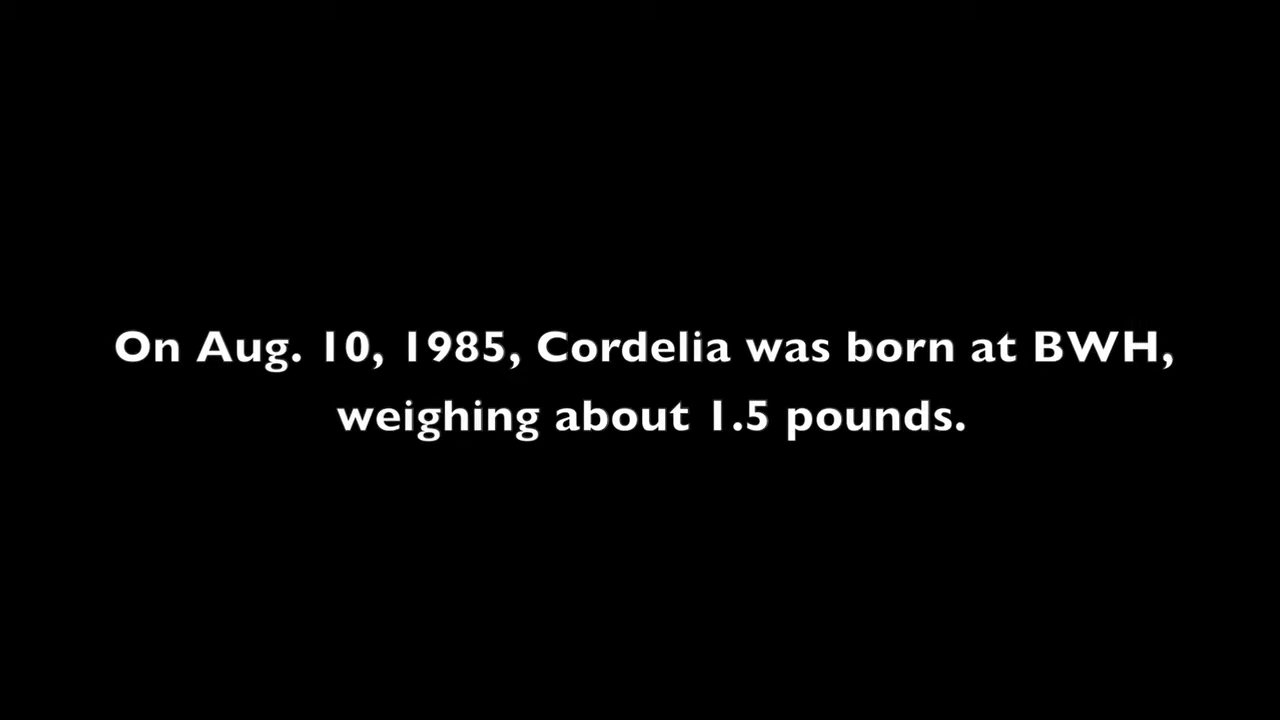 On Aug. 10, 1985, Cordelia was born at BWH,
weighing about 1.5 pounds.